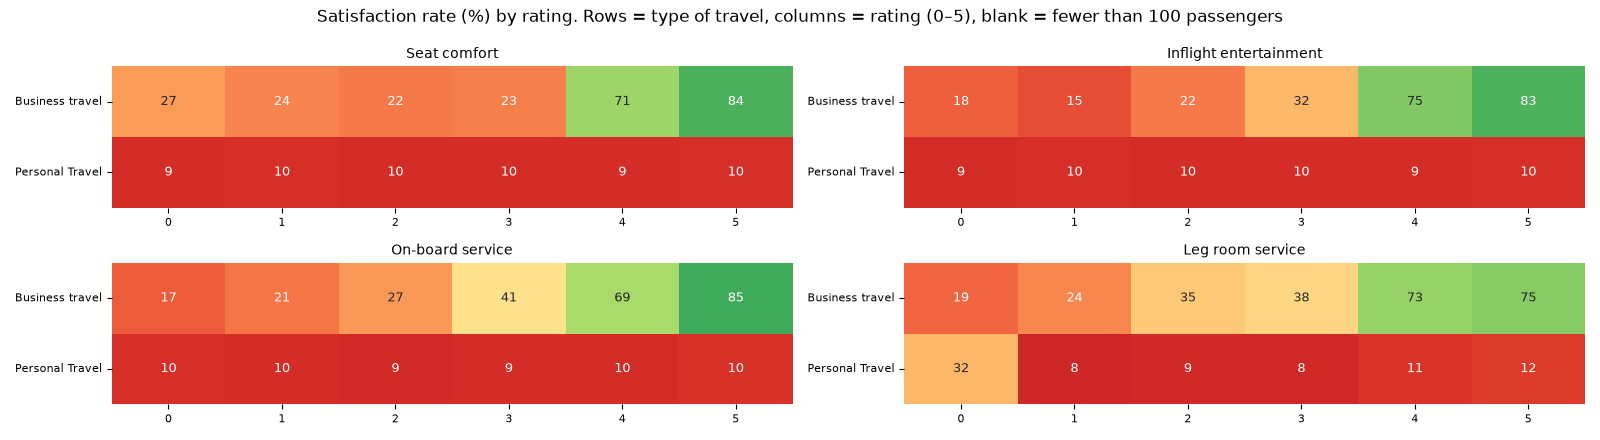 Satisfaction rate (%) by rating. Rows = type of travel, columns = rating (0–5), blank = fewer than 100 passengers
Seat comfort
Business travel 27 24 22 23 71 84
Personal Travel 9 10 10 10 9 10
0 1 2 3 4 5
Inflight entertainment
Business travel 18 15 22 32 75 83
Personal Travel 9 10 10 10 9 10
0 1 2 3 4 5
On-board service
Business travel 17 21 27 41 69 85
Personal Travel 10 10 9 9 10 10
0 1 2 3 4 5
Leg room service
Business travel 19 24 35 38 73 75
Personal Travel 32 8 9 8 11 12
0 1 2 3 4 5